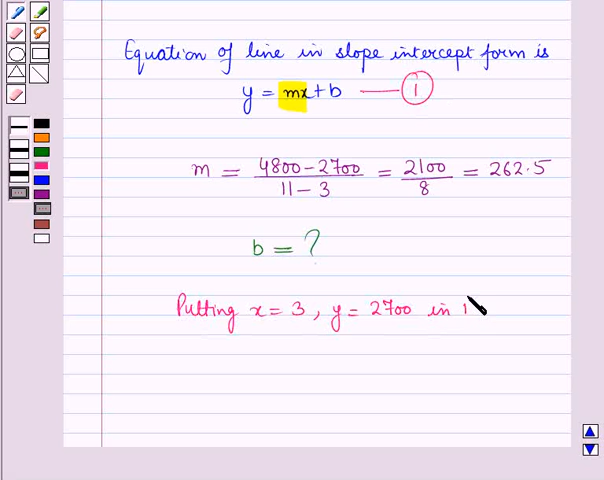 Equation of line in slope intercept form is
y = mx+b —— ①
m = 4800-2700 / 11-3 = 2100 / 8 = 262.5
b = ?
Putting x = 3, y = 2700 in 1